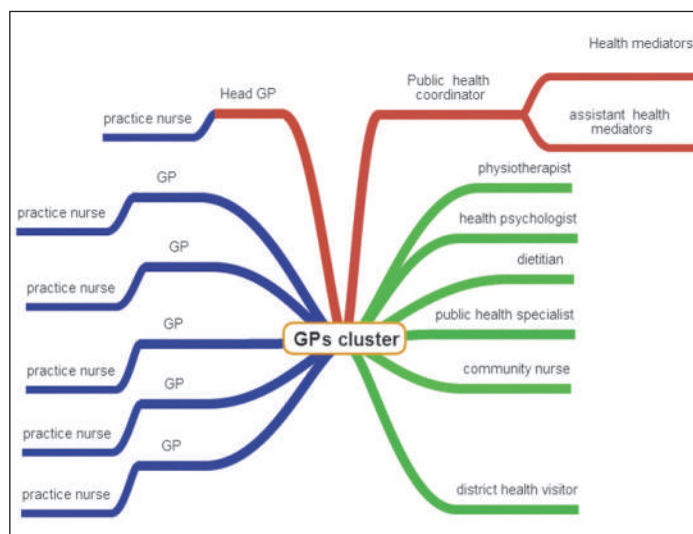 Health mediators
Head GP
Public health
coordinator
practice nurse
assistant health
mediators
physiotherapist
GP
practice nurse
health psychologist
GP
dietitian
practice nurse
public health specialist
GP
GPs cluster
practice nurse
community nurse
GP
practice nurse
GP
practice nurse
district health visitor